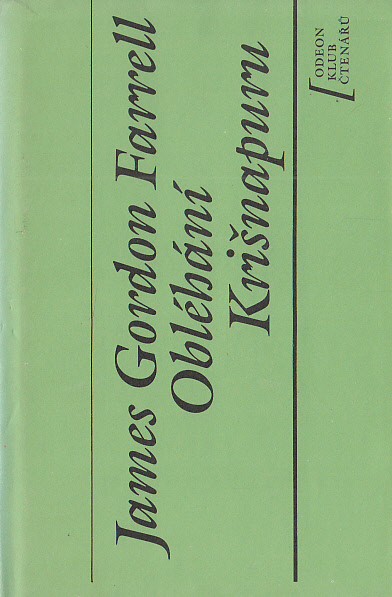 James Gordon Farrell
Obléhání
Krišnapuru
ODEON
KLUB
ČTENÁŘŮ